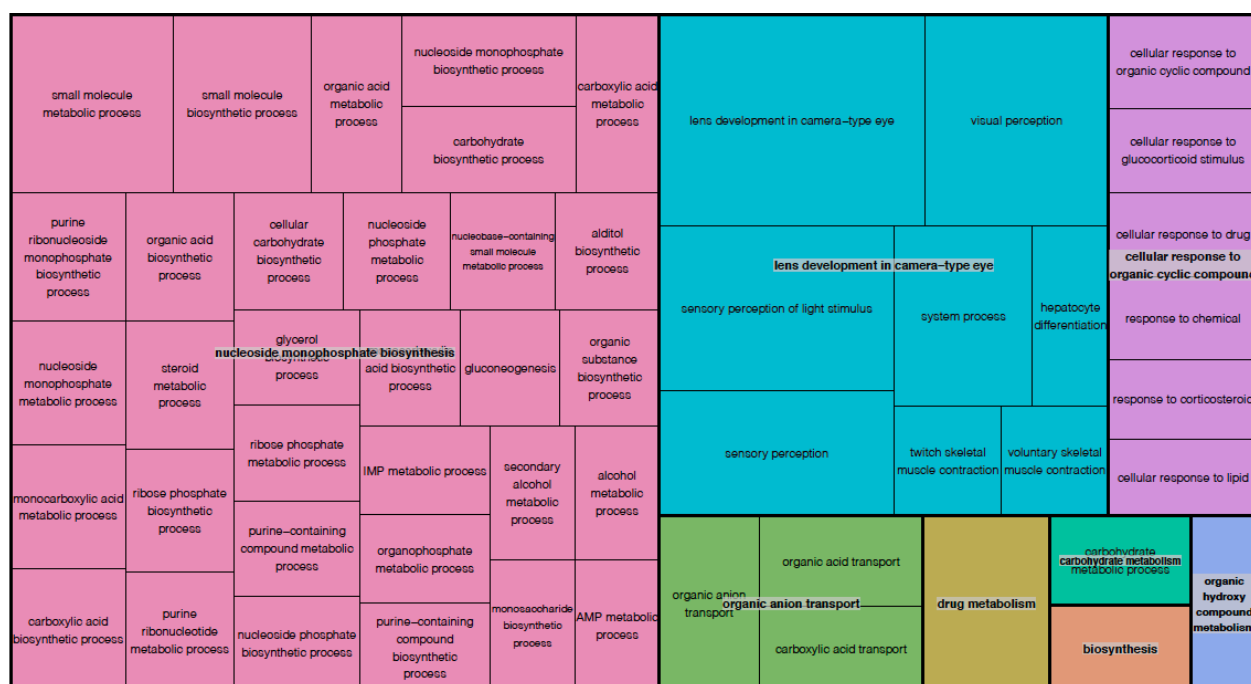 small molecule
metabolic process
small molecule
biosynthetic process
organic acid
metabolic
process
nucleoside monophosphate
biosynthetic process
carbohydrate
biosynthetic process
carboxylic acid
metabolic
process
purine
ribonucleoside
monophosphate
biosynthetic
process
organic acid
biosynthetic
process
cellular
carbohydrate
biosynthetic
process
nucleoside
phosphate
metabolic
process
nucleobase−containing
small molecule
metabolic process
alditol
biosynthetic
process
nucleoside
monophosphate
metabolic process
steroid
metabolic
process
glycerol
biosynthetic
process
nucleoside monophosphate biosynthesis
acid biosynthetic
process
gluconeogenesis
organic
substance
biosynthetic
process
monocarboxylic acid
metabolic process
ribose phosphate
biosynthetic
process
ribose phosphate
metabolic process
IMP metabolic process
secondary
alcohol
metabolic
process
alcohol
metabolic
process
purine−containing
compound metabolic
process
organophosphate
metabolic process
carboxylic acid
biosynthetic process
purine
ribonucleotide
metabolic process
nucleoside phosphate
biosynthetic process
purine−containing
compound
biosynthetic
process
monosaccharide
biosynthetic
process
AMP metabolic
process
lens development in camera−type eye
visual perception
lens development in camera−type eye
sensory perception of light stimulus
system process
hepatocyte
differentiation
sensory perception
twitch skeletal
muscle contraction
voluntary skeletal
muscle contraction
cellular response to
organic cyclic compound
cellular response to
glucocorticoid stimulus
cellular response to drug
cellular response to
organic cyclic compound
response to chemical
response to corticosteroid
cellular response to lipid
organic anion
transport
organic acid transport
organic anion transport
carboxylic acid transport
drug metabolism
carbohydrate
metabolic process
carbohydrate metabolism
biosynthesis
organic
hydroxy
compound
metabolism